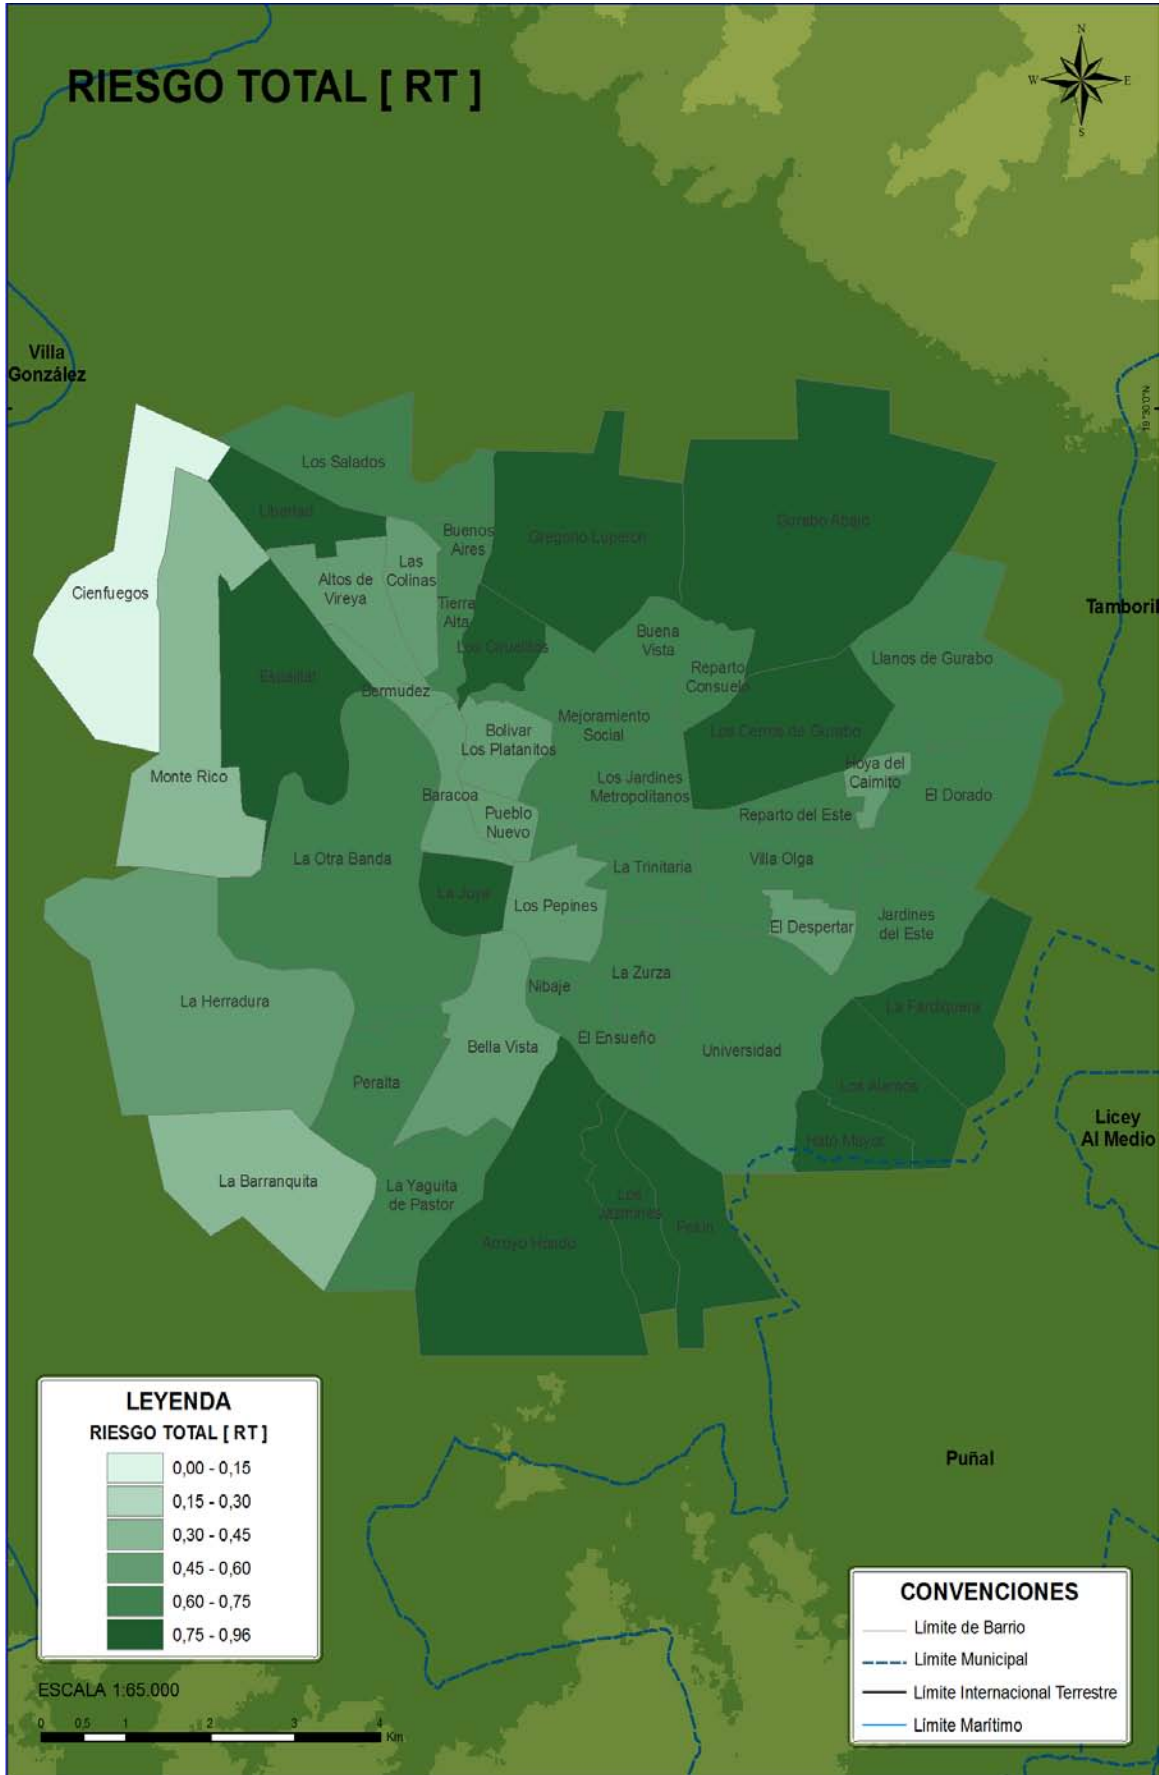 RIESGO TOTAL [ RT ]
N
W
E
S
Villa
González
19°30'0"N
Los Salados
Libertad
Buenos
Aires
Gregorio Luperón
Gurabo Abajo
Las
Colinas
Altos de
Vireya
Cienfuegos
Tierra
Alta
Tamboril
Los Ciruelitos
Buena
Vista
Llanos de Gurabo
Reparto
Consuelo
Espaillat
Bermudez
Mejoramiento
Social
Bolivar
Los Platanitos
Los Cerros de Gurabo
Hoya del
Caimito
Monte Rico
Los Jardines
Metropolitanos
Baracoa
El Dorado
Pueblo
Nuevo
Reparto del Este
La Otra Banda
La Trinitaria
Villa Olga
La Joya
Los Pepines
El Despertar
Jardines
del Este
La Zurza
Nibaje
La Herradura
La Fardiquera
El Ensueño
Bella Vista
Universidad
Peralta
Los Alamos
Licey
Al Medio
Hato Mayor
La Barranquita
La Yaguita
de Pastor
Los
Pekín
Arroyo Hondo
LEYENDA
RIESGO TOTAL [ RT ]
0,00 - 0,15
0,15 - 0,30
0,30 - 0,45
0,45 - 0,60
0,60 - 0,75
0,75 - 0,96
Puñal
ESCALA 1:65.000
0 0,5 1 2 3 4
Km
CONVENCIONES
Límite de Barrio
Límite Municipal
Límite Internacional Terrestre
Límite Marítimo